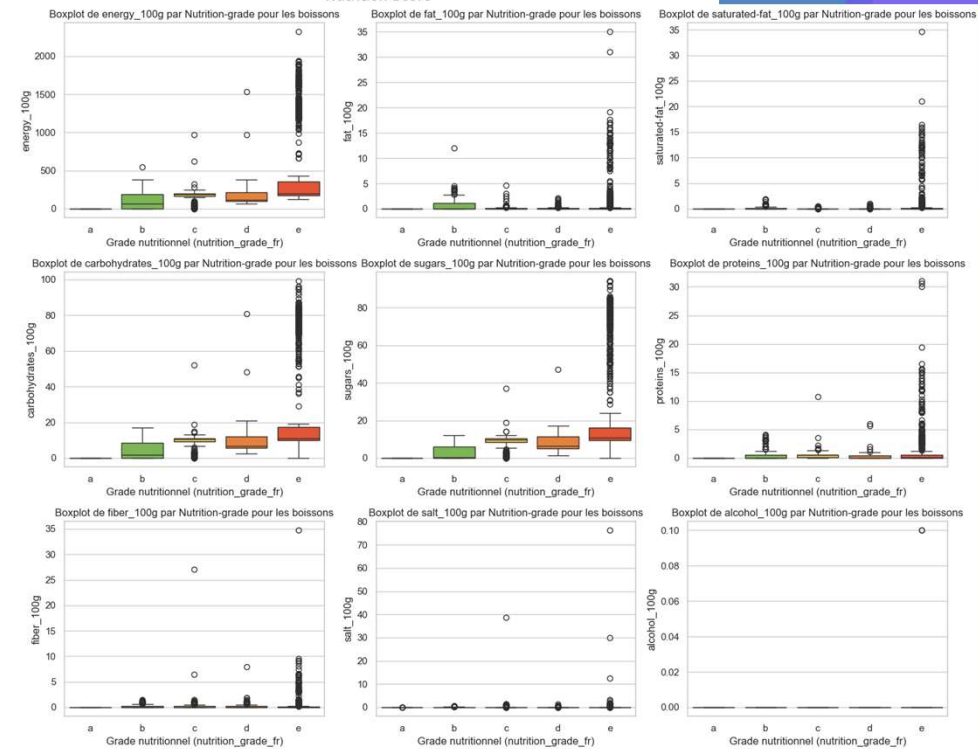 Boxplot de energy_100g par Nutrition-grade pour les boissons
energy_100g
2000
1500
1000
500
0
a b c d e
Grade nutritionnel (nutrition_grade_fr)
Boxplot de fat_100g par Nutrition-grade pour les boissons
fat_100g
35
30
25
20
15
10
5
0
a b c d e
Grade nutritionnel (nutrition_grade_fr)
Boxplot de saturated-fat_100g par Nutrition-grade pour les boissons
saturated-fat_100g
35
30
25
20
15
10
5
0
a b c d e
Grade nutritionnel (nutrition_grade_fr)
Boxplot de carbohydrates_100g par Nutrition-grade pour les boissons
carbohydrates_100g
100
80
60
40
20
0
a b c d e
Grade nutritionnel (nutrition_grade_fr)
Boxplot de sugars_100g par Nutrition-grade pour les boissons
sugars_100g
80
60
40
20
0
a b c d e
Grade nutritionnel (nutrition_grade_fr)
Boxplot de proteins_100g par Nutrition-grade pour les boissons
proteins_100g
30
25
20
15
10
5
0
a b c d e
Grade nutritionnel (nutrition_grade_fr)
Boxplot de fiber_100g par Nutrition-grade pour les boissons
fiber_100g
35
30
25
20
15
10
5
0
a b c d e
Grade nutritionnel (nutrition_grade_fr)
Boxplot de salt_100g par Nutrition-grade pour les boissons
salt_100g
80
70
60
50
40
30
20
10
0
a b c d e
Grade nutritionnel (nutrition_grade_fr)
Boxplot de alcohol_100g par Nutrition-grade pour les boissons
alcohol_100g
0.10
0.08
0.06
0.04
0.02
0.00
a b c d e
Grade nutritionnel (nutrition_grade_fr)